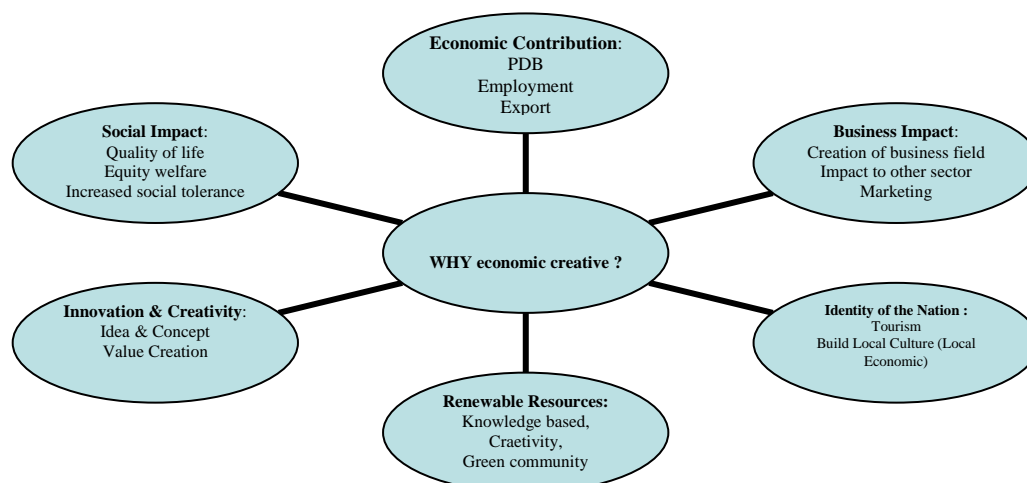 Economic Contribution:
PDB
Employment
Export
Social Impact:
Quality of life
Equity welfare
Increased social tolerance
Business Impact:
Creation of business field
Impact to other sector
Marketing
WHY economic creative ?
Innovation & Creativity:
Idea & Concept
Value Creation
Identity of the Nation :
Tourism
Build Local Culture (Local
Economic)
Renewable Resources:
Knowledge based,
Craetivity,
Green community